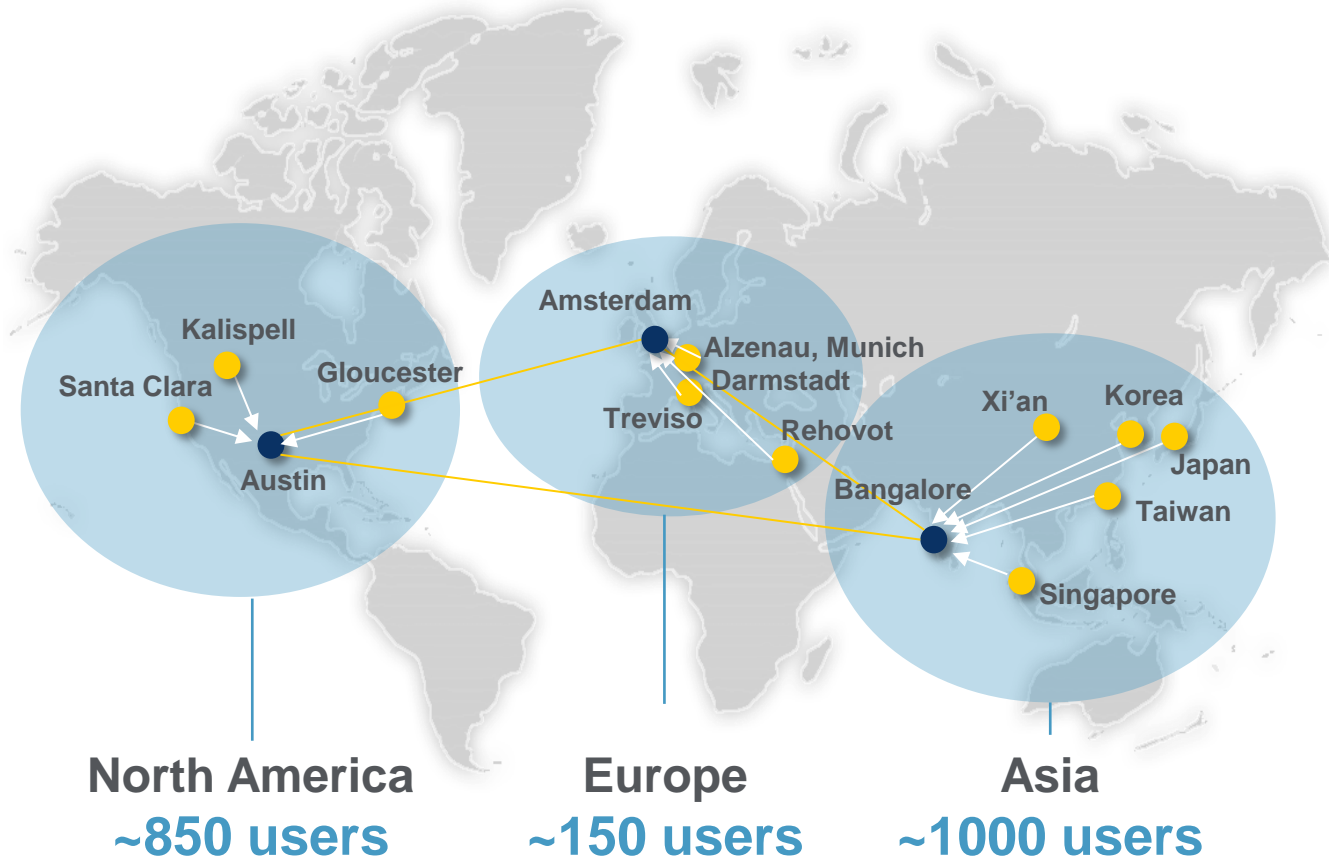 Kalispell
Santa Clara
Gloucester
Austin
Amsterdam
Alzenau, Munich
Darmstadt
Treviso
Rehovot
Bangalore
Xi’an
Korea
Japan
Taiwan
Singapore
North America
~850 users
Europe
~150 users
Asia
~1000 users